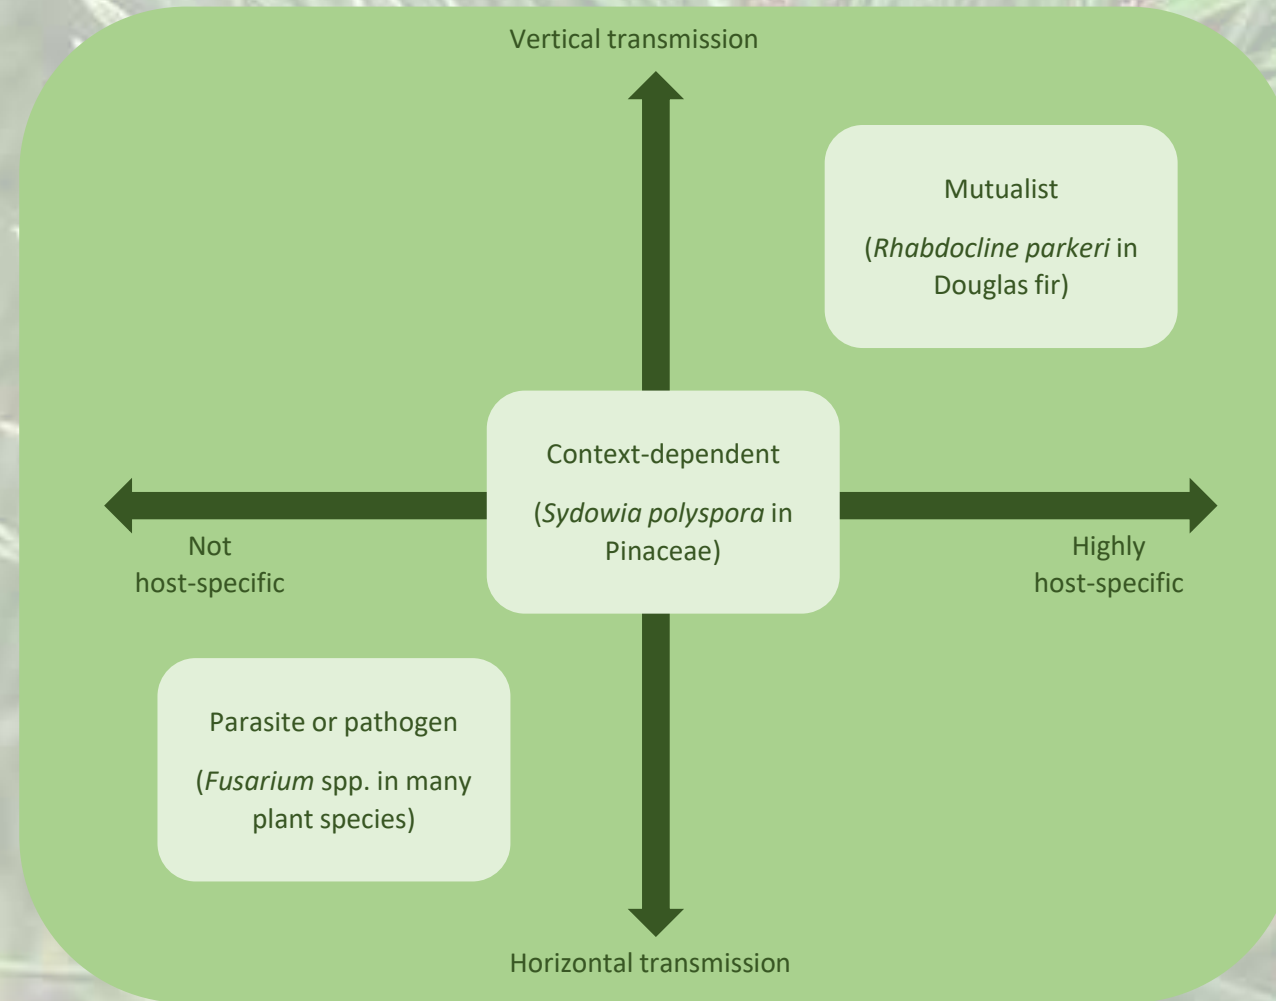 Vertical transmission
Mutualist
(Rhabdocline parkeri in
Douglas fir)
Context-dependent
(Sydowia polyspora in
Pinaceae)
Not
host-specific
Highly
host-specific
Parasite or pathogen
(Fusarium spp. in many
plant species)
Horizontal transmission